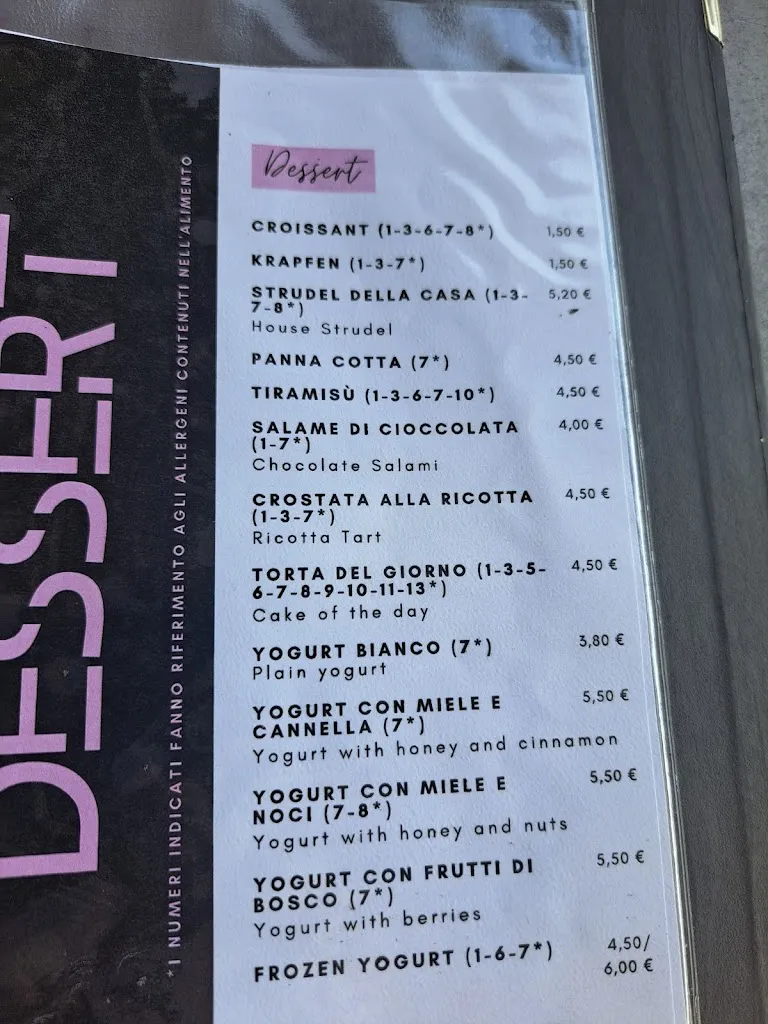 DESSERT
*I NUMERI INDICATI FANNO RIFERIMENTO AGLI ALLERGENI CONTENUTI NELL'ALIMENTO
Dessert
CROISSANT (1-3-6-7-8*) 1,50 €
KRAPFEN (1-3-7*) 1,50 €
STRUDEL DELLA CASA (1-3- 5,20 €
7-8*)
House Strudel
PANNA COTTA (7*) 4,50 €
TIRAMISÙ (1-3-6-7-10*) 4,50 €
SALAME DI CIOCCOLATA 4,00 €
(1-7*)
Chocolate Salami
CROSTATA ALLA RICOTTA 4,50 €
(1-3-7*)
Ricotta Tart
TORTA DEL GIORNO (1-3-5- 4,50 €
6-7-8-9-10-11-13*)
Cake of the day
YOGURT BIANCO (7*) 3,80 €
Plain yogurt
YOGURT CON MIELE E 5,50 €
CANNELLA (7*)
Yogurt with honey and cinnamon
YOGURT CON MIELE E 5,50 €
NOCI (7-8*)
Yogurt with honey and nuts
YOGURT CON FRUTTI DI 5,50 €
BOSCO (7*)
Yogurt with berries
FROZEN YOGURT (1-6-7*) 4,50/
6,00 €